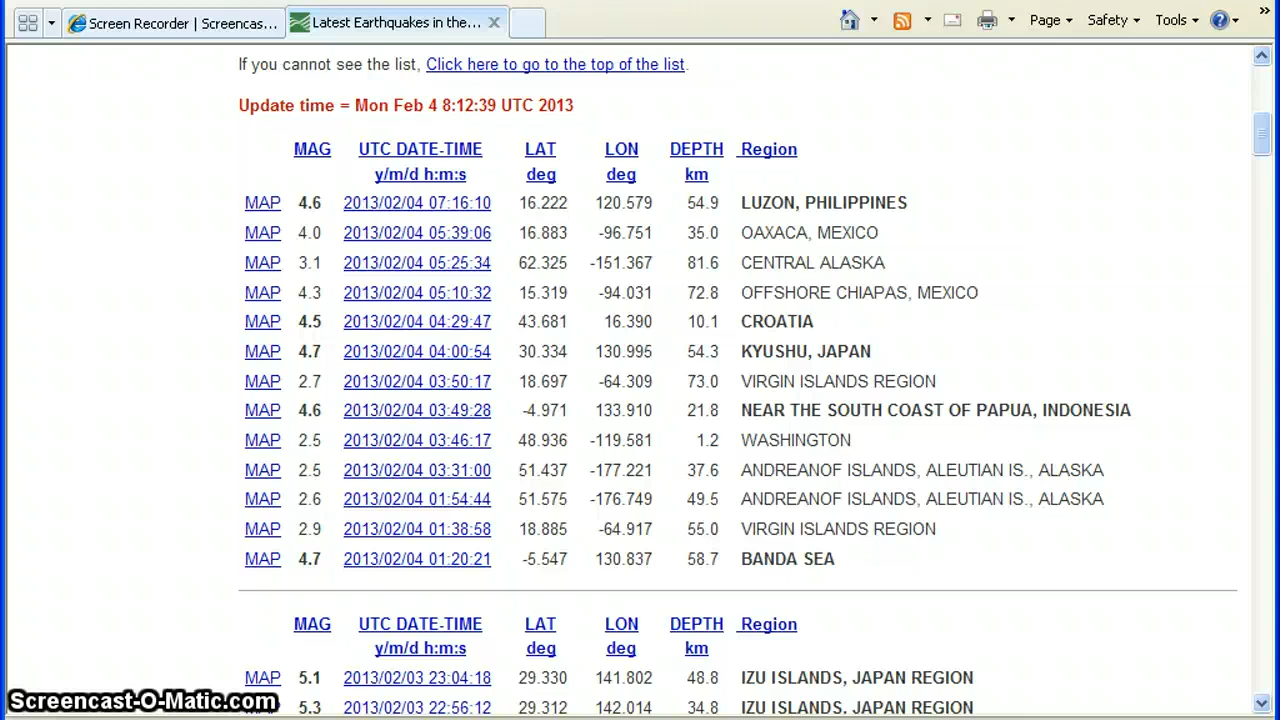 Screen Recorder | Screencas... Latest Earthquakes in the... Page Safety Tools
If you cannot see the list, Click here to go to the top of the list.
Update time = Mon Feb 4 8:12:39 UTC 2013
MAG UTC DATE-TIME LAT LON DEPTH Region
y/m/d h:m:s deg deg km
MAP 4.6 2013/02/04 07:16:10 16.222 120.579 54.9 LUZON, PHILIPPINES
MAP 4.0 2013/02/04 05:39:06 16.883 -96.751 35.0 OAXACA, MEXICO
MAP 3.1 2013/02/04 05:25:34 62.325 -151.367 81.6 CENTRAL ALASKA
MAP 4.3 2013/02/04 05:10:32 15.319 -94.031 72.8 OFFSHORE CHIAPAS, MEXICO
MAP 4.5 2013/02/04 04:29:47 43.681 16.390 10.1 CROATIA
MAP 4.7 2013/02/04 04:00:54 30.334 130.995 54.3 KYUSHU, JAPAN
MAP 2.7 2013/02/04 03:50:17 18.697 -64.309 73.0 VIRGIN ISLANDS REGION
MAP 4.6 2013/02/04 03:49:28 -4.971 133.910 21.8 NEAR THE SOUTH COAST OF PAPUA, INDONESIA
MAP 2.5 2013/02/04 03:46:17 48.936 -119.581 1.2 WASHINGTON
MAP 2.5 2013/02/04 03:31:00 51.437 -177.221 37.6 ANDREANOF ISLANDS, ALEUTIAN IS., ALASKA
MAP 2.6 2013/02/04 01:54:44 51.575 -176.749 49.5 ANDREANOF ISLANDS, ALEUTIAN IS., ALASKA
MAP 2.9 2013/02/04 01:38:58 18.885 -64.917 55.0 VIRGIN ISLANDS REGION
MAP 4.7 2013/02/04 01:20:21 -5.547 130.837 58.7 BANDA SEA
MAG UTC DATE-TIME LAT LON DEPTH Region
y/m/d h:m:s deg deg km
MAP 5.1 2013/02/03 23:04:18 29.330 141.802 48.8 IZU ISLANDS, JAPAN REGION
5.3 2013/02/03 22:56:12 29.312 142.014 34.8 IZU ISLANDS, JAPAN REGION
Screencast-O-Matic.com